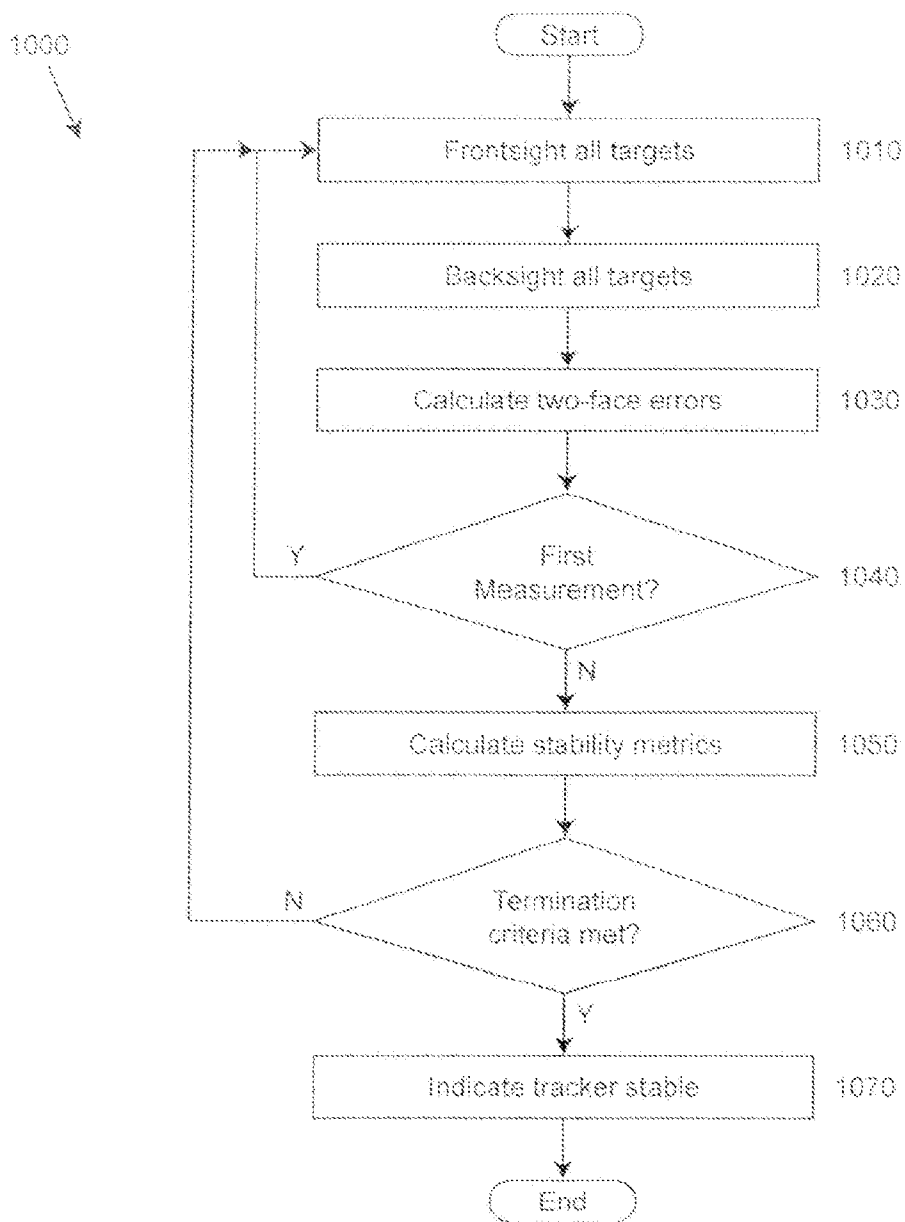 1000
Start
Frontsight all targets 1010
Backsight all targets 1020
Calculate two-face errors 1030
First
Measurement?
1040
Y
N
Calculate stability metrics 1050
Termination
criteria met?
1060
N
Y
Indicate tracker stable 1070
End